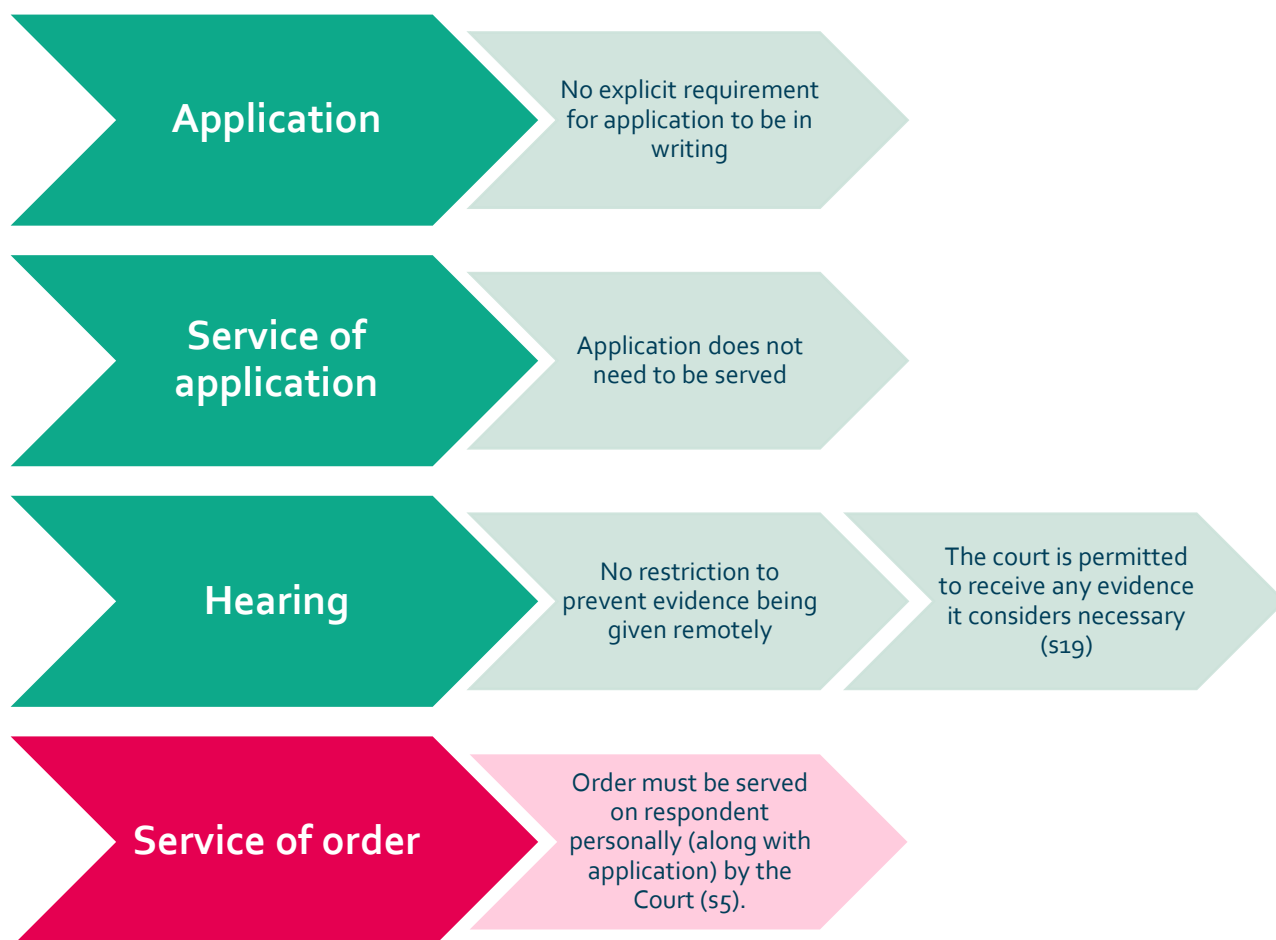 Application
No explicit requirement
for application to be in
writing
Service of
application
Application does not
need to be served
Hearing
No restriction to
prevent evidence being
given remotely
The court is permitted
to receive any evidence
it considers necessary
(s19)
Service of order
Order must be served
on respondent
personally (along with
application) by the
Court (s5).